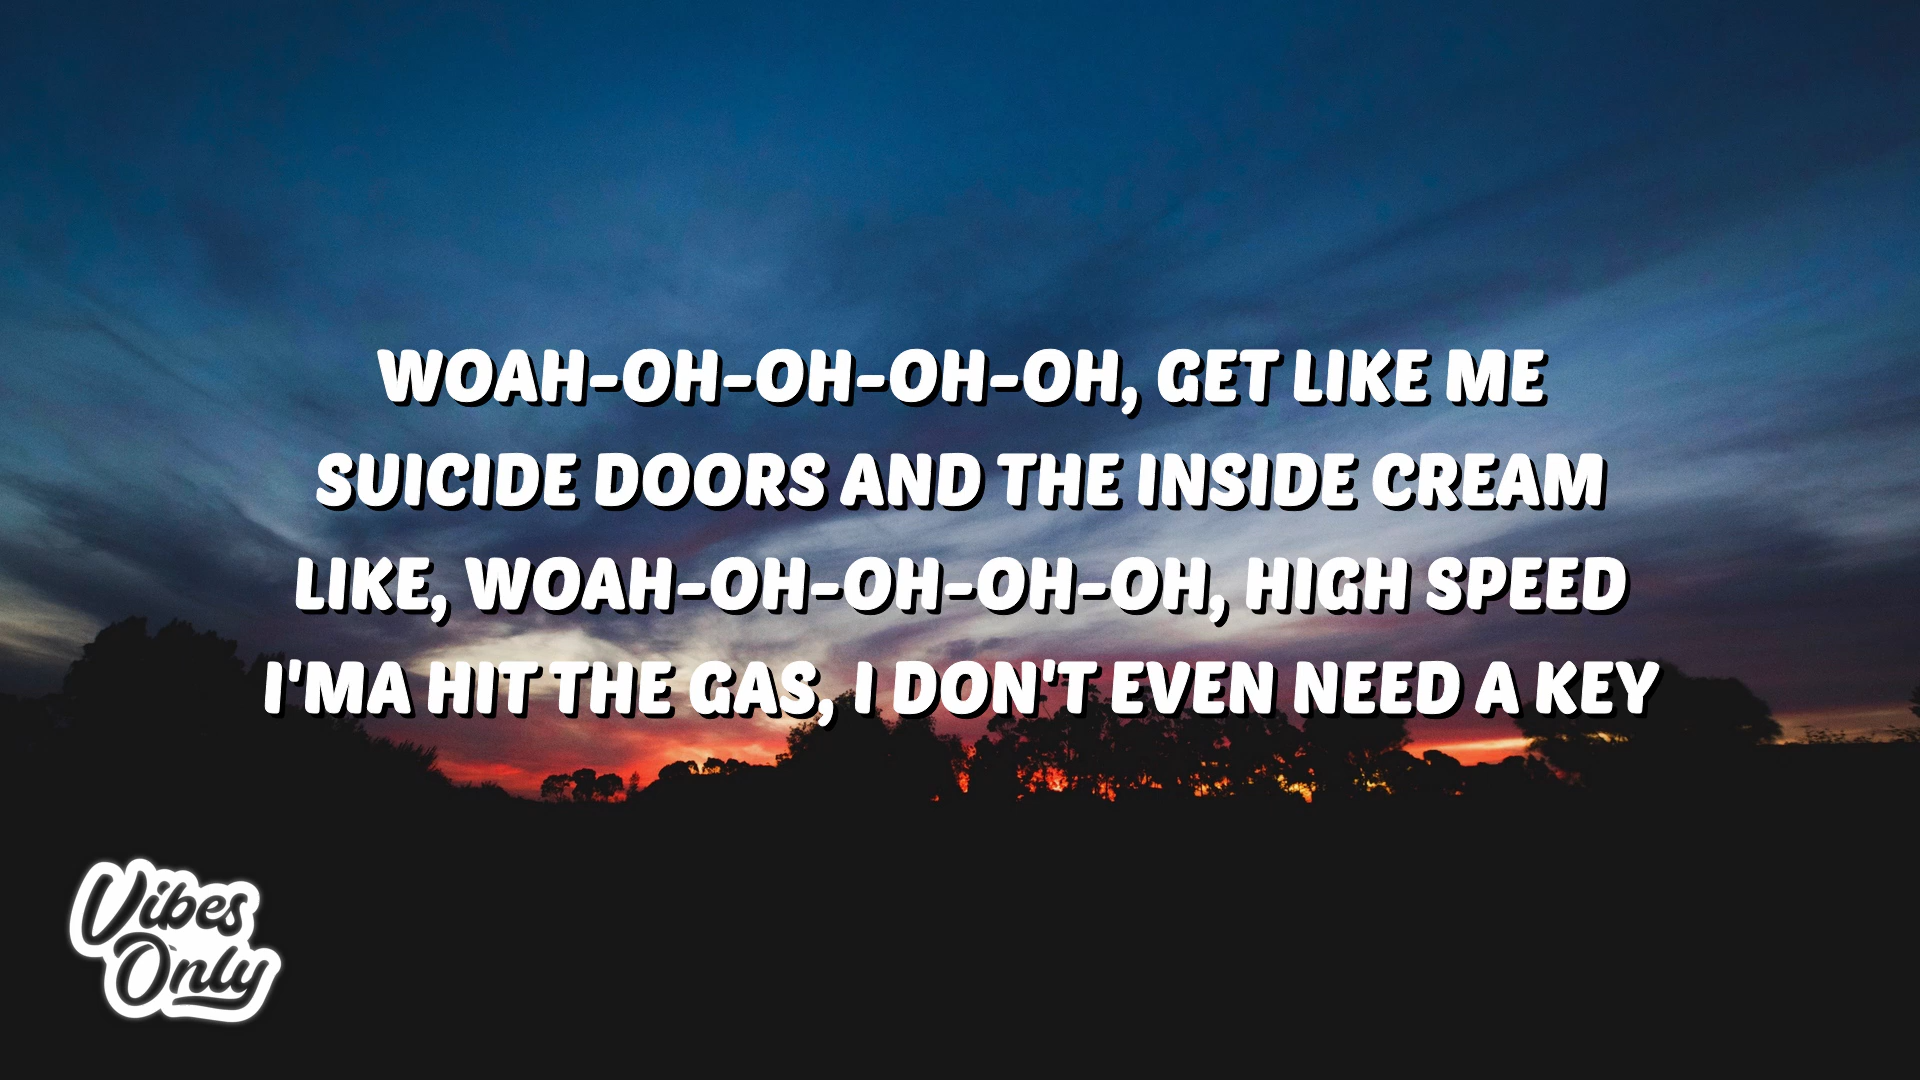 WOAH-OH-OH-OH-OH, GET LIKE ME
SUICIDE DOORS AND THE INSIDE CREAM
LIKE, WOAH-OH-OH-OH-OH, HIGH SPEED
I'MA HIT THE GAS, I DON'T EVEN NEED A KEY
Vibes
Only